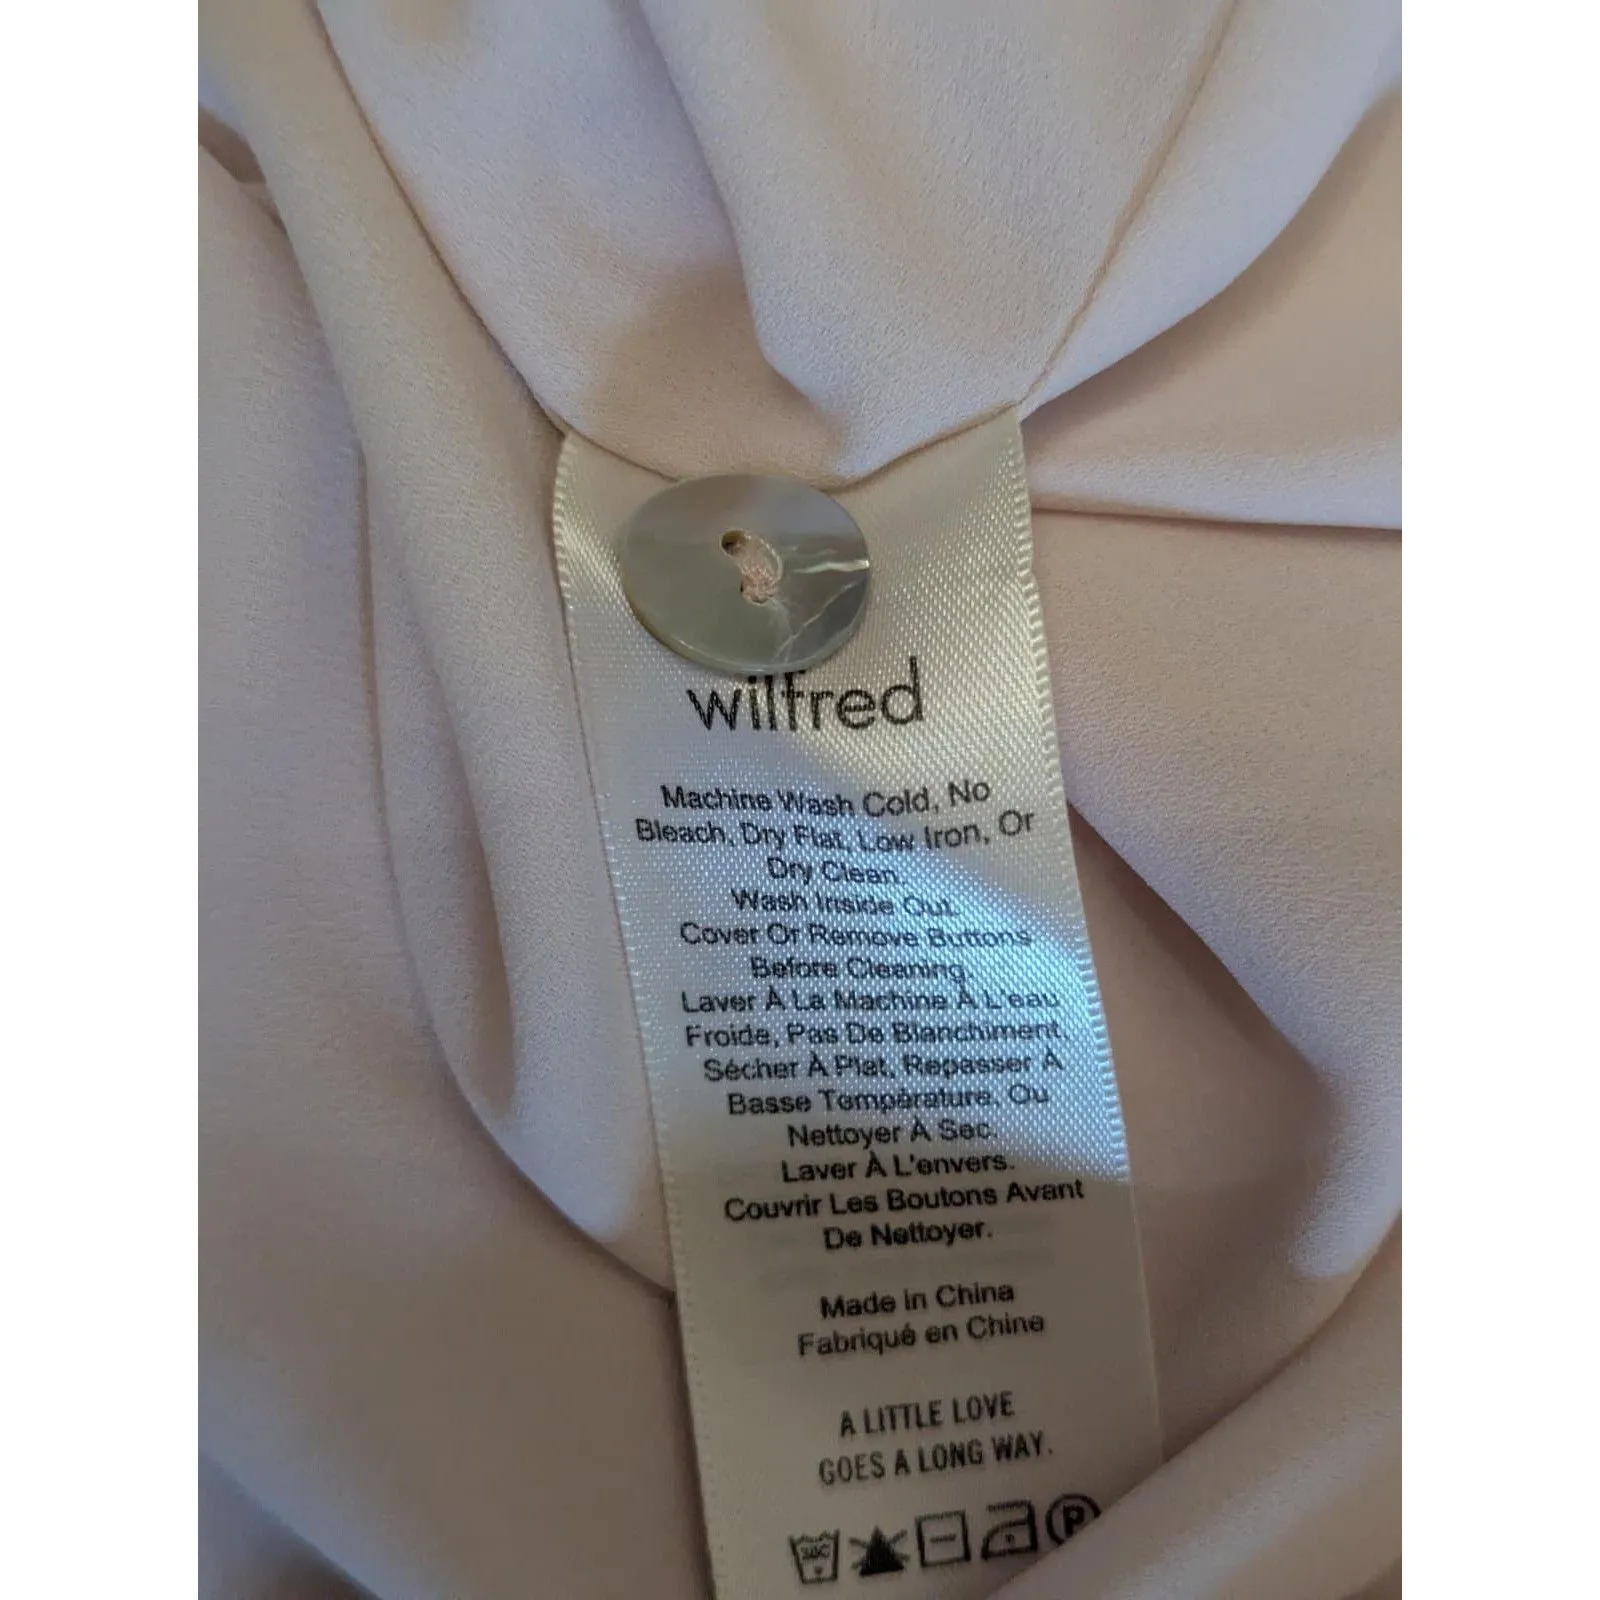 wilfred
Machine Wash Cold, No
Bleach, Dry Flat, Low Iron, Or
Dry Clean.
Wash Inside Out.
Cover Or Remove Buttons
Before Cleaning.
Laver À La Machine À L'eau
Froide, Pas De Blanchiment,
Sécher À Plat, Repasser À
Basse Température, Ou
Nettoyer À Sec.
Laver À L'envers.
Couvrir Les Boutons Avant
De Nettoyer.
Made in China
Fabriqué en Chine
A LITTLE LOVE
GOES A LONG WAY.
30C P